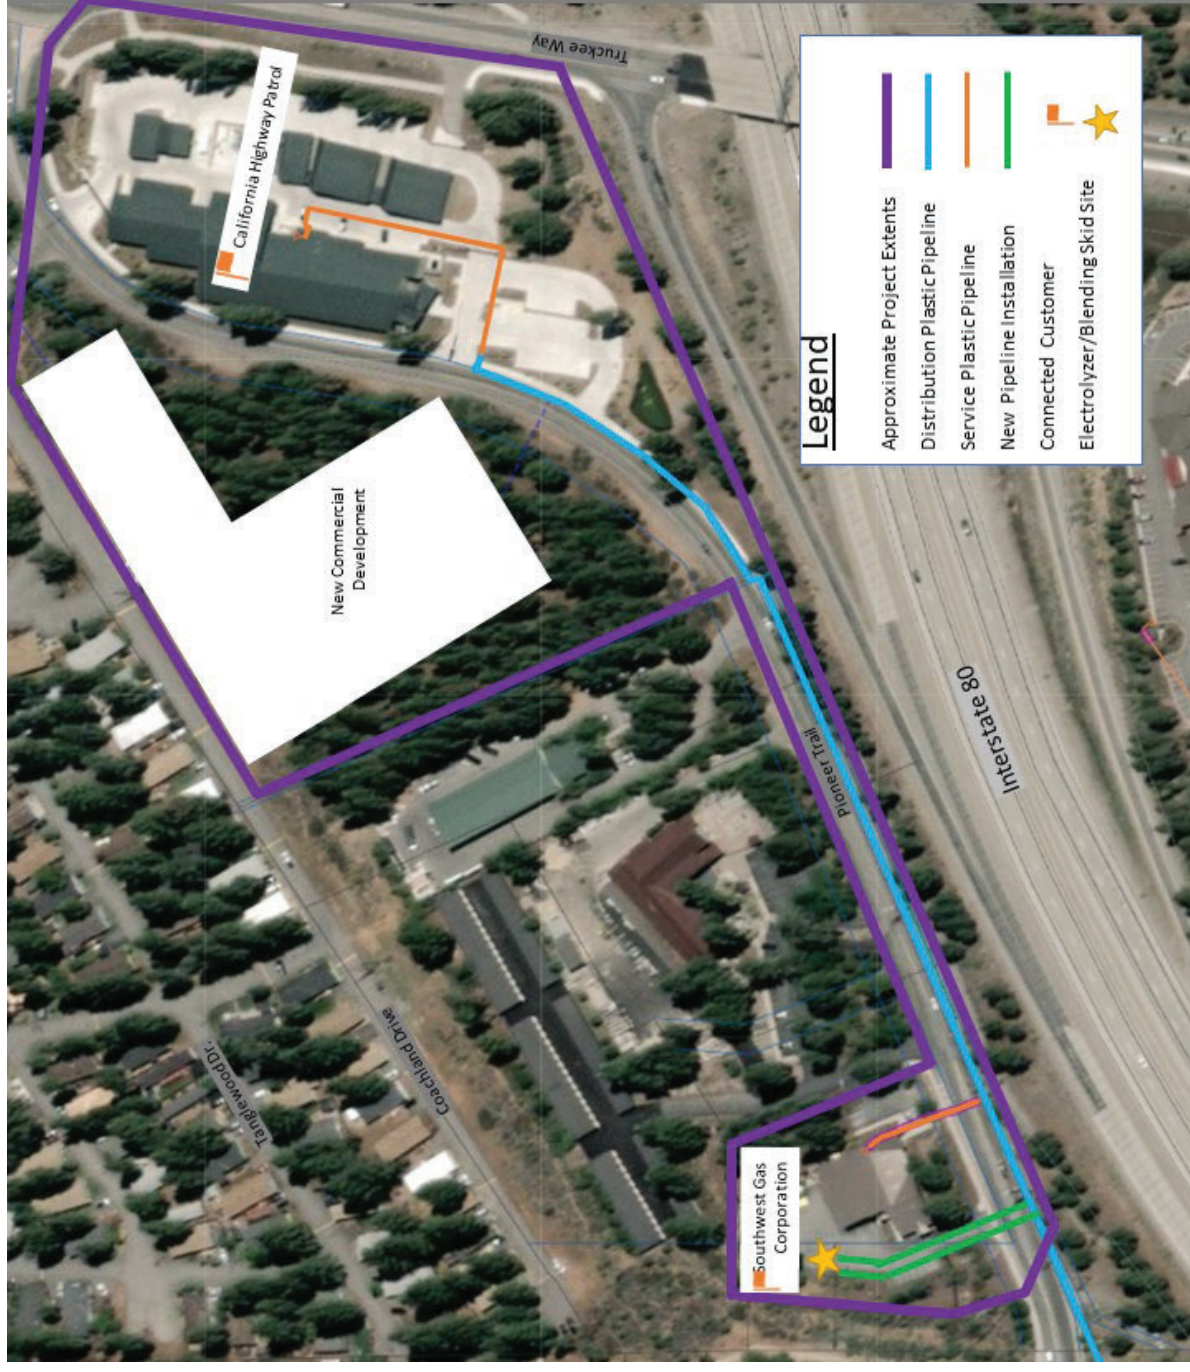 Truckee Way
California Highway Patrol
New Commercial
Development
Legend
Approximate Project Extents
Distribution Plastic Pipeline
Service Plastic Pipeline
New Pipeline Installation
Connected Customer
Electrolyzer/Blending Skid Site
Interstate 80
Pioneer Trail
Coachland Drive
Tanglewood Dr.
Southwest Gas
Corporation